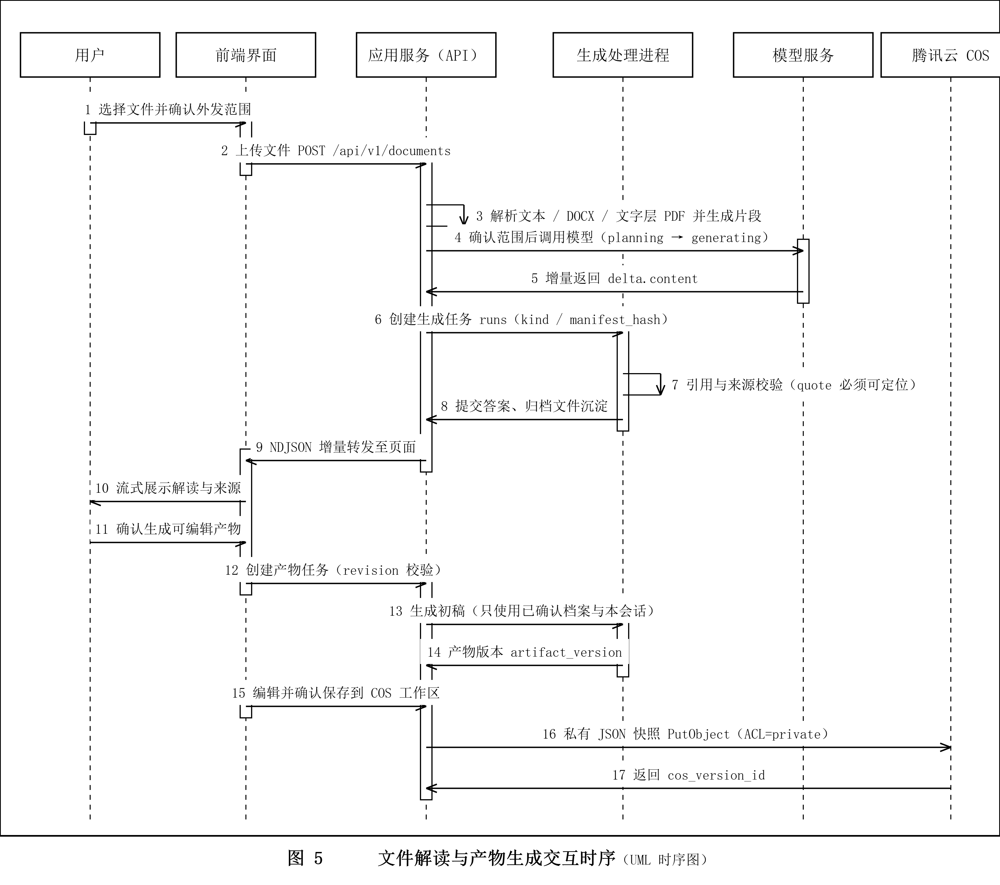 用户
前端界面
应用服务（API）
生成处理进程
模型服务
腾讯云 COS
1 选择文件并确认外发范围
2 上传文件 POST /api/v1/documents
3 解析文本 / DOCX / 文字层 PDF 并生成片段
4 确认范围后调用模型（planning → generating）
5 增量返回 delta.content
6 创建生成任务 runs（kind / manifest_hash）
7 引用与来源校验（quote 必须可定位）
8 提交答案、归档文件沉淀
9 NDJSON 增量转发至页面
10 流式展示解读与来源
11 确认生成可编辑产物
12 创建产物任务（revision 校验）
13 生成初稿（只使用已确认档案与本会话）
14 产物版本 artifact_version
15 编辑并确认保存到 COS 工作区
16 私有 JSON 快照 PutObject（ACL=private）
17 返回 cos_version_id
图 5 文件解读与产物生成交互时序（UML 时序图）